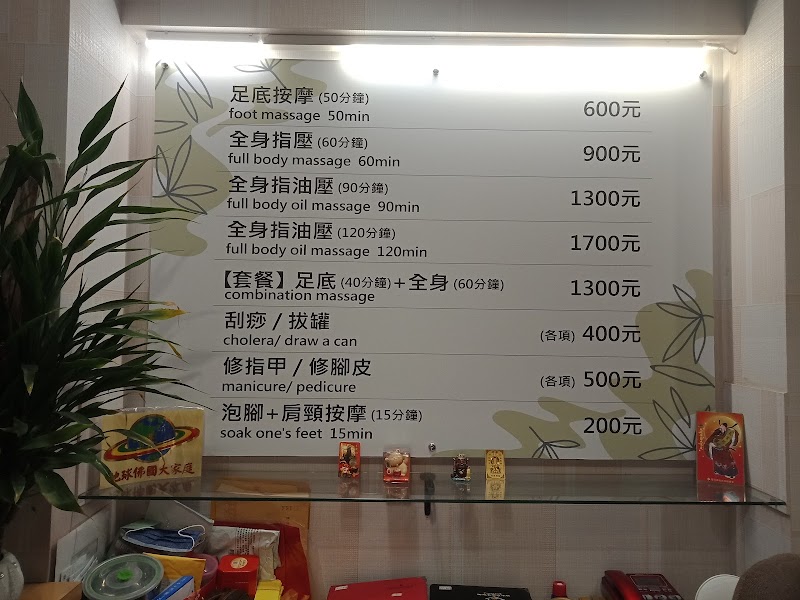 足底按摩 (50分鐘) 600元
foot massage 50min
全身指壓 (60分鐘) 900元
full body massage 60min
全身指油壓 (90分鐘) 1300元
full body oil massage 90min
全身指油壓 (120分鐘) 1700元
full body oil massage 120min
【套餐】足底 (40分鐘)+全身 (60分鐘) 1300元
combination massage
刮痧 / 拔罐 (各項) 400元
cholera/ draw a can
修指甲 / 修腳皮 (各項) 500元
manicure/ pedicure
泡腳+肩頸按摩 (15分鐘) 200元
soak one's feet 15min
地球佛國大家庭